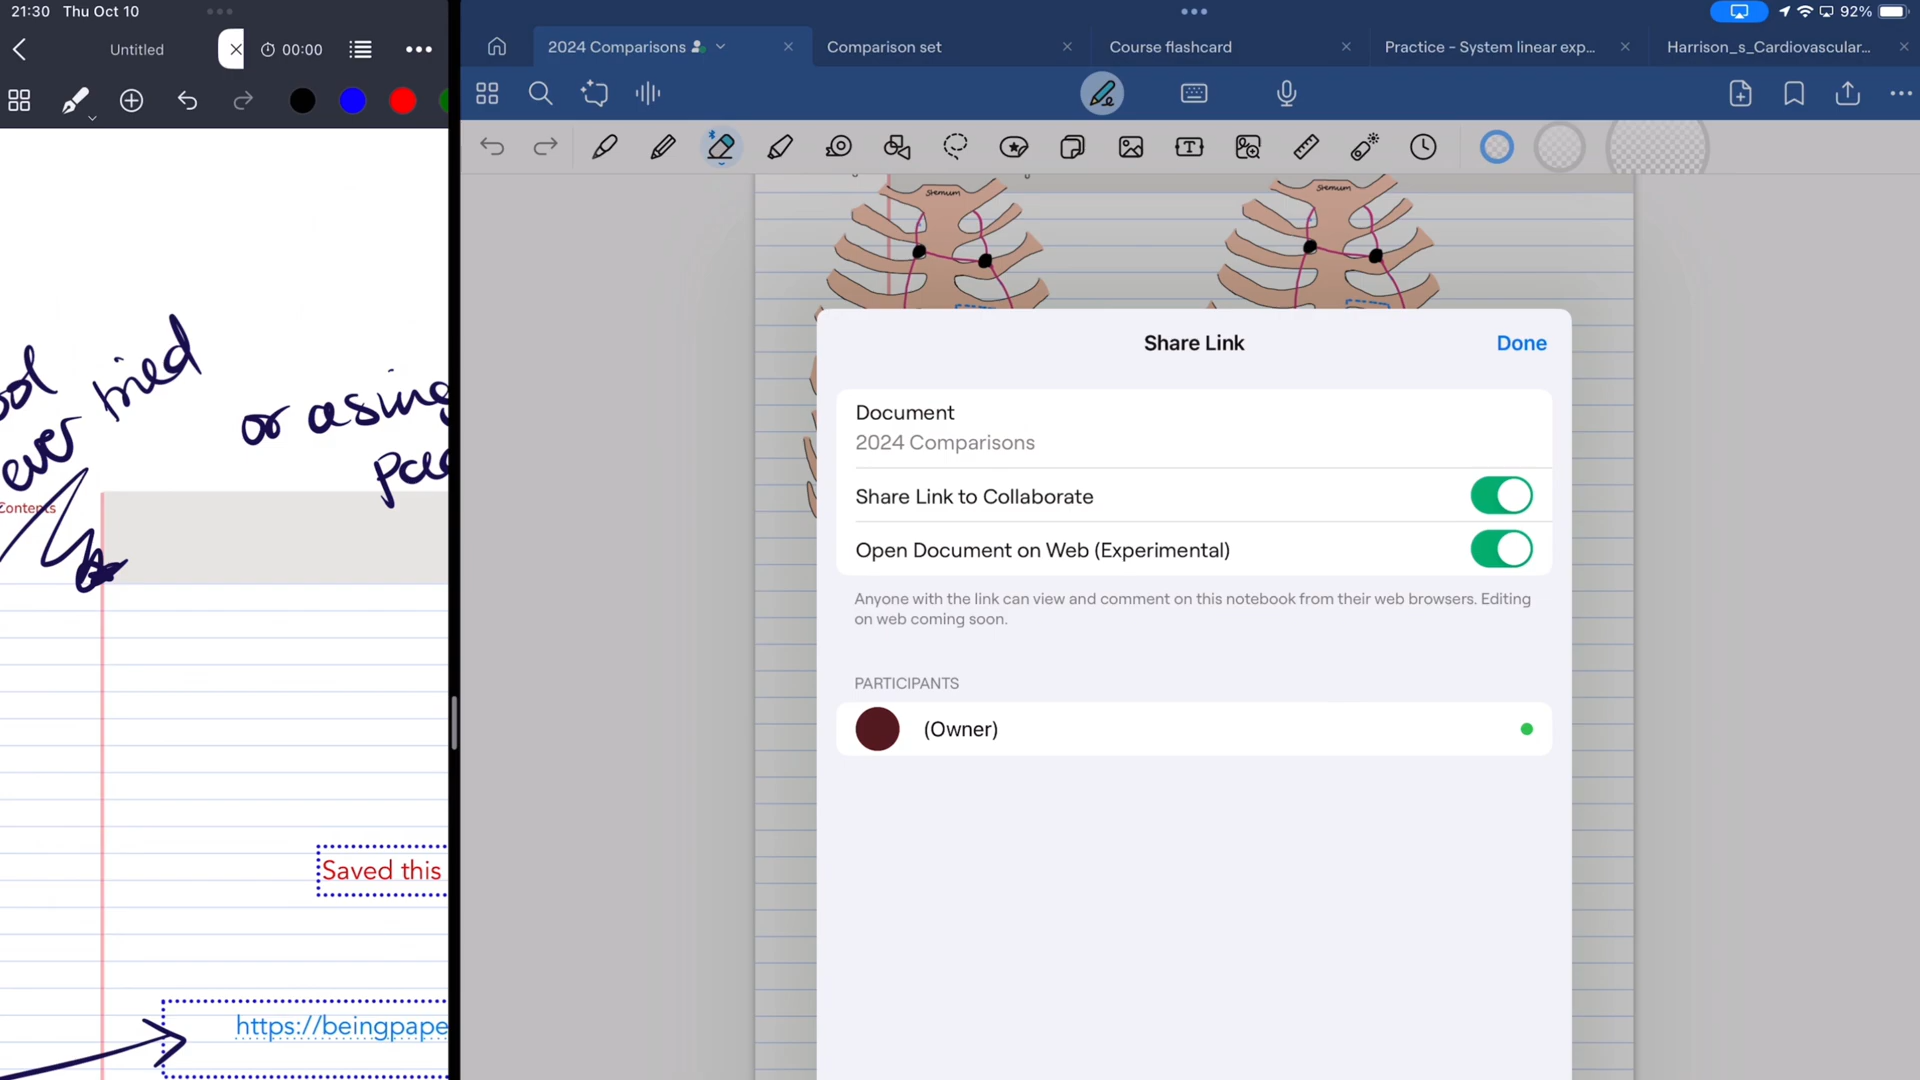 21:30 Thu Oct 10
92%
Untitled
00:00
2024 Comparisons
Comparison set
Course flashcard
Practice - System linear exp...
Harrison_s_Cardiovascular...
T
Sternum
Sternum
ever tried
or asing
Contents
Saved this
https://beingpape
Share Link
Done
Document
2024 Comparisons
Share Link to Collaborate
Open Document on Web (Experimental)
Anyone with the link can view and comment on this notebook from their web browsers. Editing
on web coming soon.
PARTICIPANTS
(Owner)